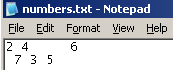 numbers.txt - Notepad
File Edit Format View Help
2 4      6
 7 3  5